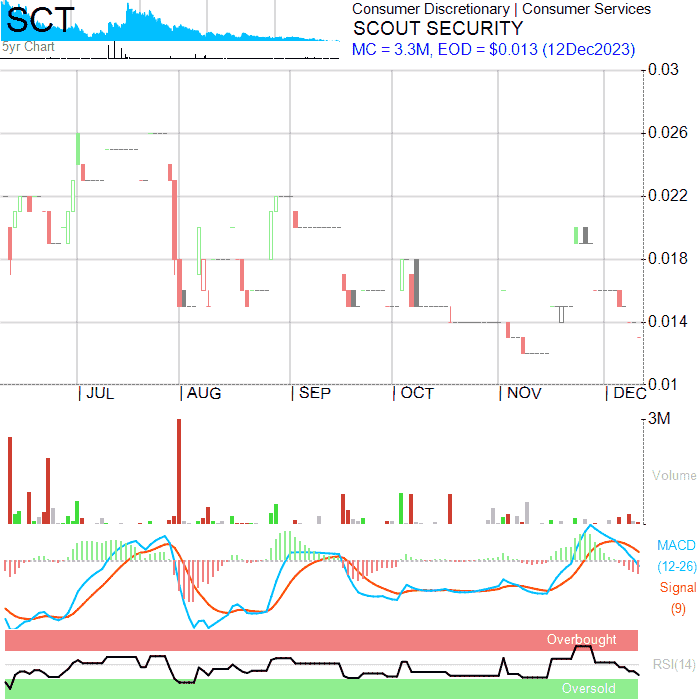 SCT
5yr Chart
Consumer Discretionary | Consumer Services
SCOUT SECURITY
MC = 3.3M, EOD = $0.013 (12Dec2023)
0.03
0.026
0.022
0.018
0.014
0.01
JUL AUG SEP OCT NOV DEC
3M
Volume
MACD
(12-26)
Signal
(9)
Overbought
RSI(14)
Oversold